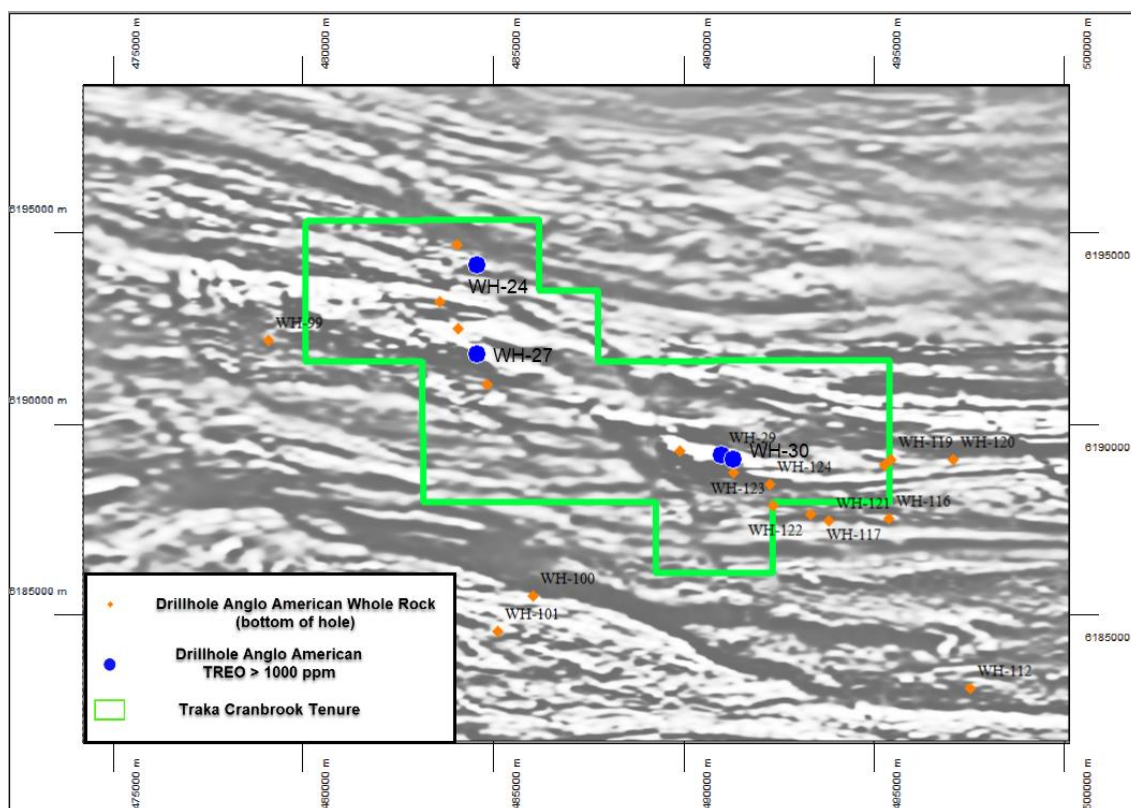 475000 m
480000 m
485000 m
490000 m
495000 m
500000 m
6195000 m
6195000 m
WH-24
WH-99
WH-27
6190000 m
6190000 m
WH-29
WH-30
WH-119
WH-120
WH-124
WH-123
WH-121
WH-116
WH-122
WH-117
WH-100
6185000 m
6185000 m
WH-101
WH-112
Drillhole Anglo American Whole Rock
(bottom of hole)
Drillhole Anglo American
TREO > 1000 ppm
Traka Cranbrook Tenure
475000 m
480000 m
485000 m
490000 m
495000 m
500000 m